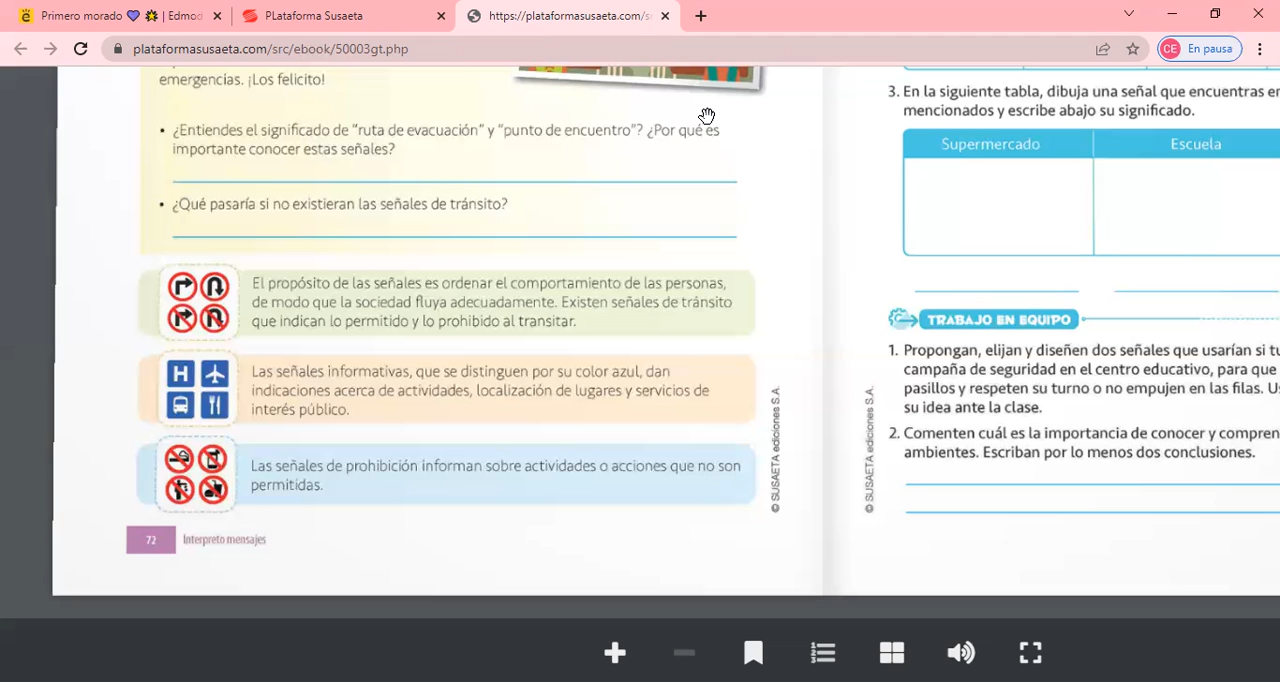 Primero morado 💜 | Edmod
PLataforma Susaeta
https://plataformasusaeta.com/s
plataformasusaeta.com/src/ebook/50003gt.php
CE En pausa
emergencias. ¡Los felicito!
• ¿Entiendes el significado de “ruta de evacuación” y “punto de encuentro”? ¿Por qué es
importante conocer estas señales?
• ¿Qué pasaría si no existieran las señales de tránsito?
El propósito de las señales es ordenar el comportamiento de las personas,
de modo que la sociedad fluya adecuadamente. Existen señales de tránsito
que indican lo permitido y lo prohibido al transitar.
H
Las señales informativas, que se distinguen por su color azul, dan
indicaciones acerca de actividades, localización de lugares y servicios de
interés público.
Las señales de prohibición informan sobre actividades o acciones que no son
permitidas.
© SUSAETA ediciones S.A.
72 Interpreto mensajes
3. En la siguiente tabla, dibuja una señal que encuentras en
mencionados y escribe abajo su significado.
Supermercado Escuela
TRABAJO EN EQUIPO
1. Propongan, elijan y diseñen dos señales que usarían si tu
campaña de seguridad en el centro educativo, para que
pasillos y respeten su turno o no empujen en las filas. U
su idea ante la clase.
2. Comenten cuál es la importancia de conocer y compren
ambientes. Escriban por lo menos dos conclusiones.
© SUSAETA ediciones S.A.